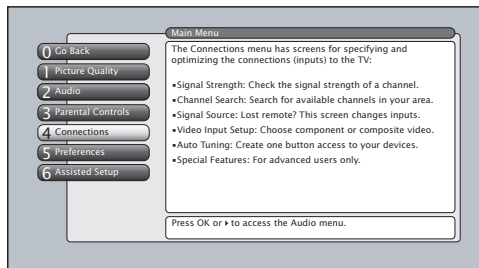 Main Menu
0 Go Back
1 Picture Quality
2 Audio
3 Parental Controls
4 Connections
5 Preferences
6 Assisted Setup
The Connections menu has screens for specifying and
optimizing the connections (inputs) to the TV:
▪Signal Strength: Check the signal strength of a channel.
▪Channel Search: Search for available channels in your area.
▪Signal Source: Lost remote? This screen changes inputs.
▪Video Input Setup: Choose component or composite video.
▪Auto Tuning: Create one button access to your devices.
▪Special Features: For advanced users only.
Press OK or ▸ to access the Audio menu.